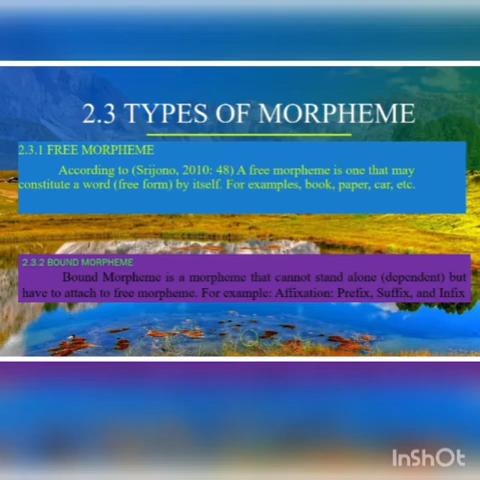 2.3 TYPES OF MORPHEME
2.3.1 FREE MORPHEME
According to (Srijono, 2010: 48) A free morpheme is one that may
constitute a word (free form) by itself. For examples, book, paper, car, etc.
2.3.2 BOUND MORPHEME
Bound Morpheme is a morpheme that cannot stand alone (dependent) but
have to attach to free morpheme. For example: Affixation: Prefix, Suffix, and Infix
InShOt